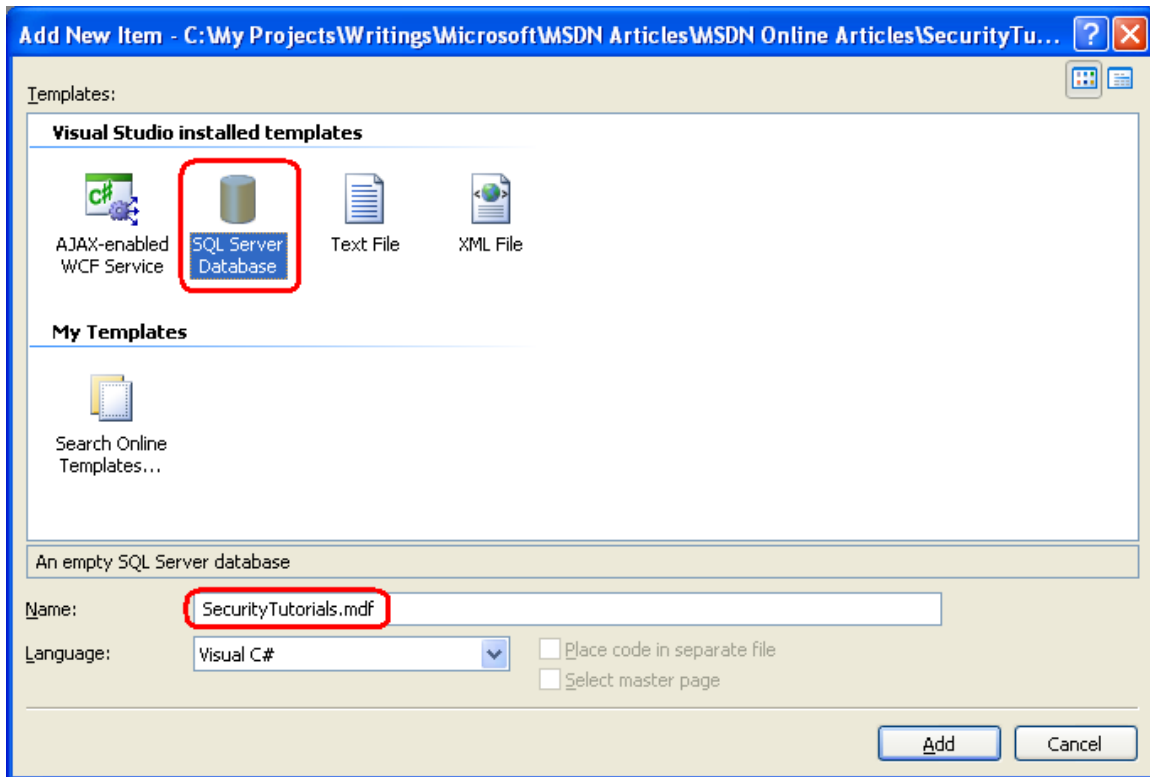 Add New Item - C:\My Projects\Writings\Microsoft\MSDN Articles\MSDN Online Articles\SecurityTu...
Templates:
Visual Studio installed templates
AJAX-enabled
WCF Service
SQL Server
Database
Text File
XML File
My Templates
Search Online
Templates...
An empty SQL Server database
Name:
SecurityTutorials.mdf
Language:
Visual C#
Place code in separate file
Select master page
Add
Cancel